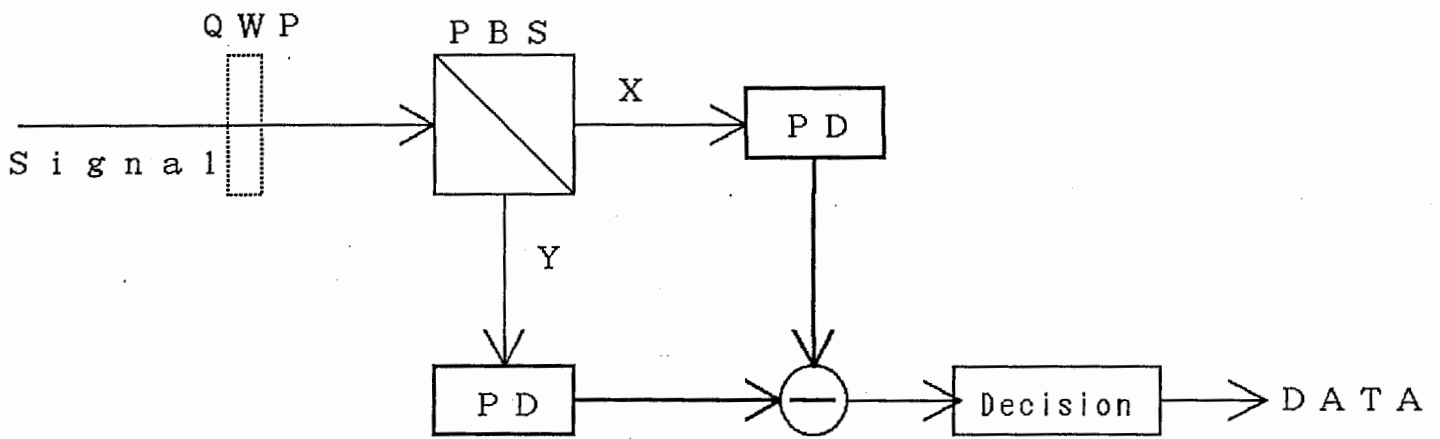 QWP
PBS
X
PD
Signal
Y
PD
Decision
DATA